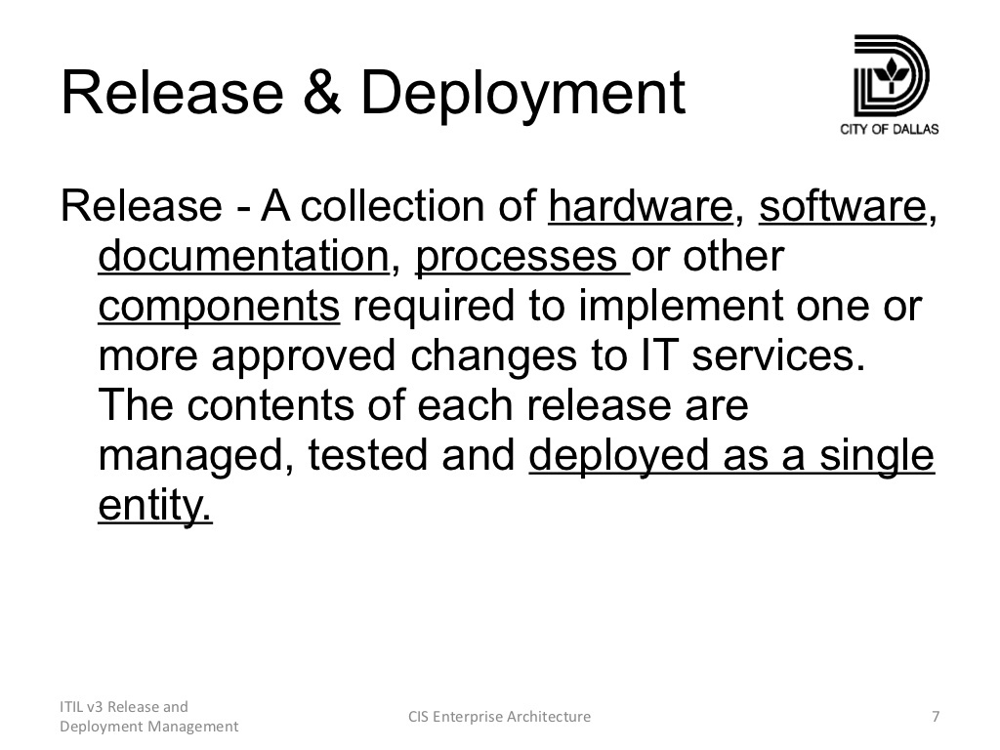 Release & Deployment
CITY OF DALLAS
Release - A collection of hardware, software,
documentation, processes or other
components required to implement one or
more approved changes to IT services.
The contents of each release are
managed, tested and deployed as a single
entity.
ITIL v3 Release and
Deployment Management
CIS Enterprise Architecture
7